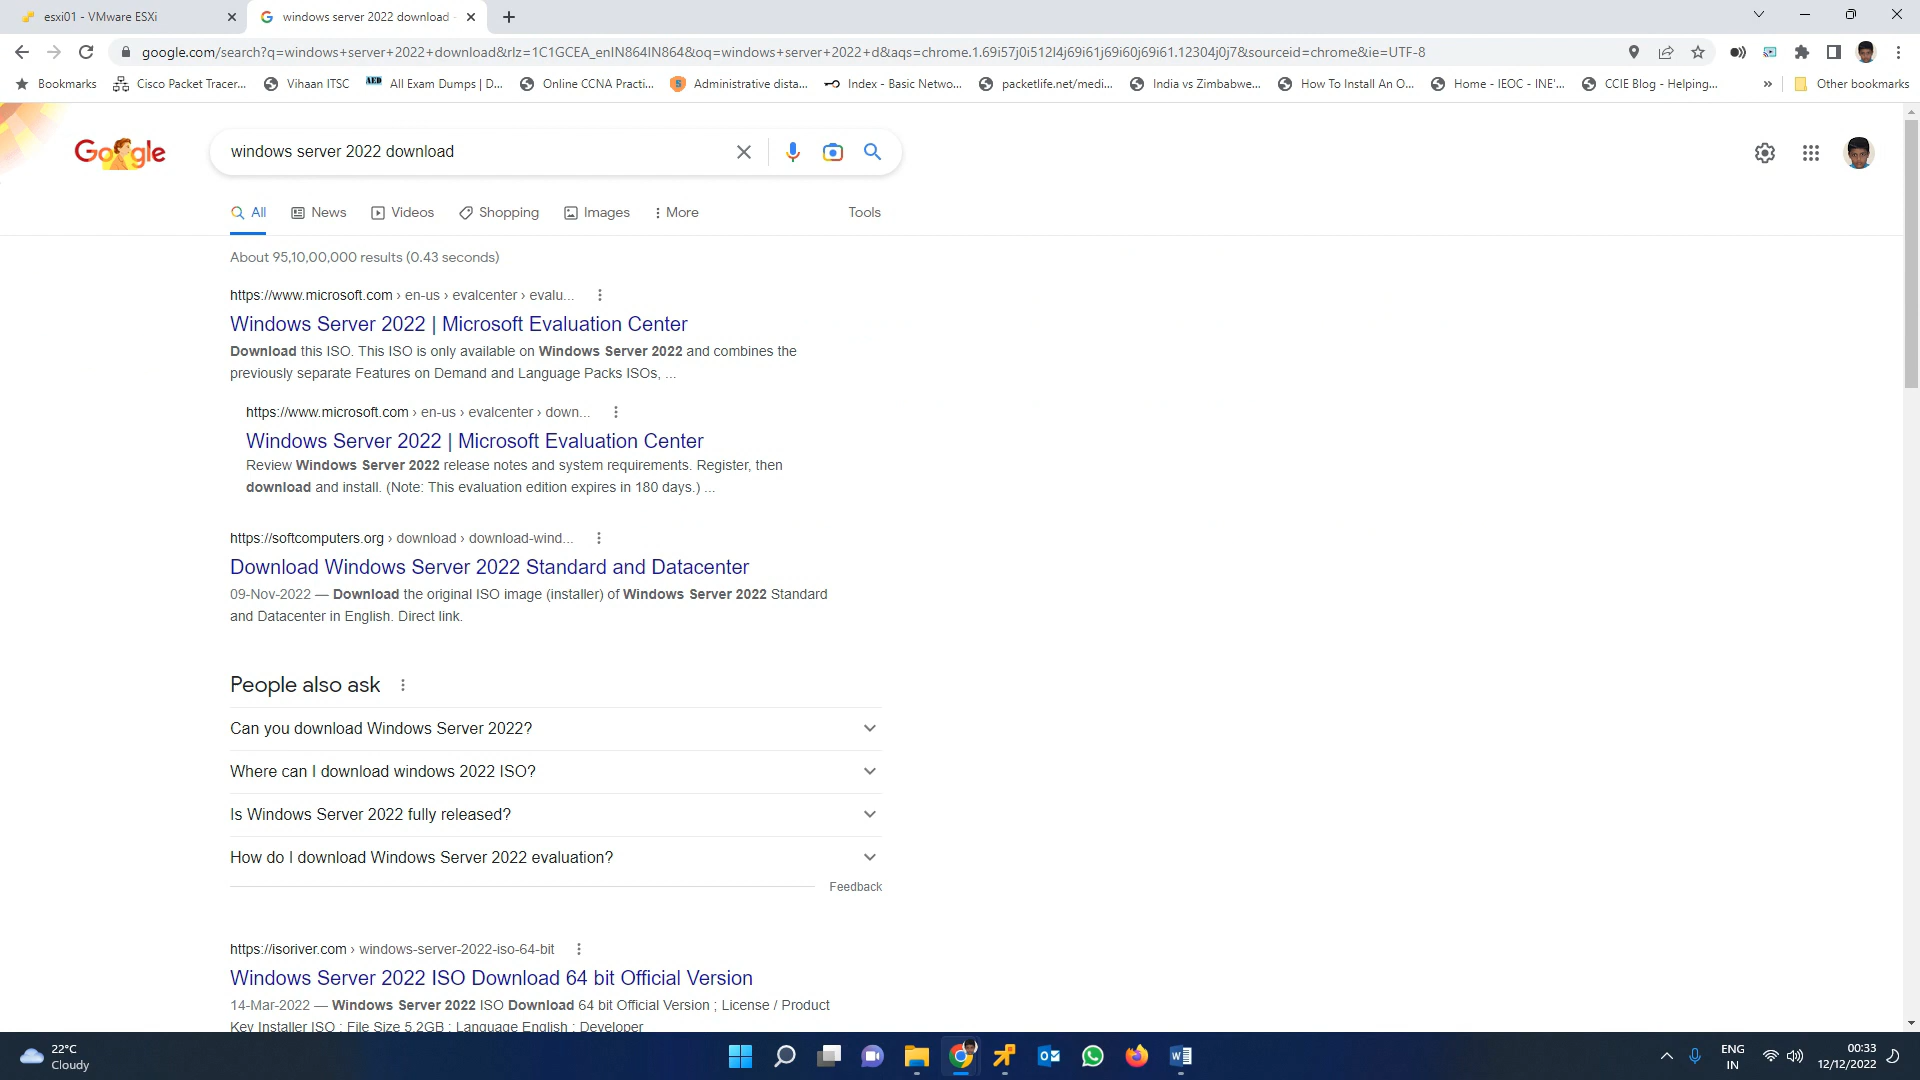 esxi01 - VMware ESXi
windows server 2022 download
google.com/search?q=windows+server+2022+download&rlz=1C1GCEA_enIN864IN864&oq=windows+server+2022+d&aqs=chrome.1.69i57j0i512l4j69i61j69i60j69i61.12304j0j7&sourceid=chrome&ie=UTF-8
Bookmarks
Cisco Packet Tracer...
Vihaan ITSC
AED
All Exam Dumps | D...
Online CCNA Practi...
Administrative dista...
Index - Basic Netwo...
packetlife.net/medi...
India vs Zimbabwe...
How To Install An O...
Home - IEOC - INE'...
CCIE Blog - Helping...
»
Other bookmarks
Google
windows server 2022 download
All
News
Videos
Shopping
Images
More
Tools
About 95,10,00,000 results (0.43 seconds)
https://www.microsoft.com › en-us › evalcenter › evalu...
Windows Server 2022 | Microsoft Evaluation Center
Download this ISO. This ISO is only available on Windows Server 2022 and combines the
previously separate Features on Demand and Language Packs ISOs, ...
https://www.microsoft.com › en-us › evalcenter › down...
Windows Server 2022 | Microsoft Evaluation Center
Review Windows Server 2022 release notes and system requirements. Register, then
download and install. (Note: This evaluation edition expires in 180 days.) ...
https://softcomputers.org › download › download-wind...
Download Windows Server 2022 Standard and Datacenter
09-Nov-2022 — Download the original ISO image (installer) of Windows Server 2022 Standard
and Datacenter in English. Direct link.
People also ask
Can you download Windows Server 2022?
Where can I download windows 2022 ISO?
Is Windows Server 2022 fully released?
How do I download Windows Server 2022 evaluation?
Feedback
https://isoriver.com › windows-server-2022-iso-64-bit
Windows Server 2022 ISO Download 64 bit Official Version
14-Mar-2022 — Windows Server 2022 ISO Download 64 bit Official Version ; License / Product
Key Installer ISO ; File Size 5.2GB ; Language English ; Developer
22°C
Cloudy
ENG
IN
00:33
12/12/2022